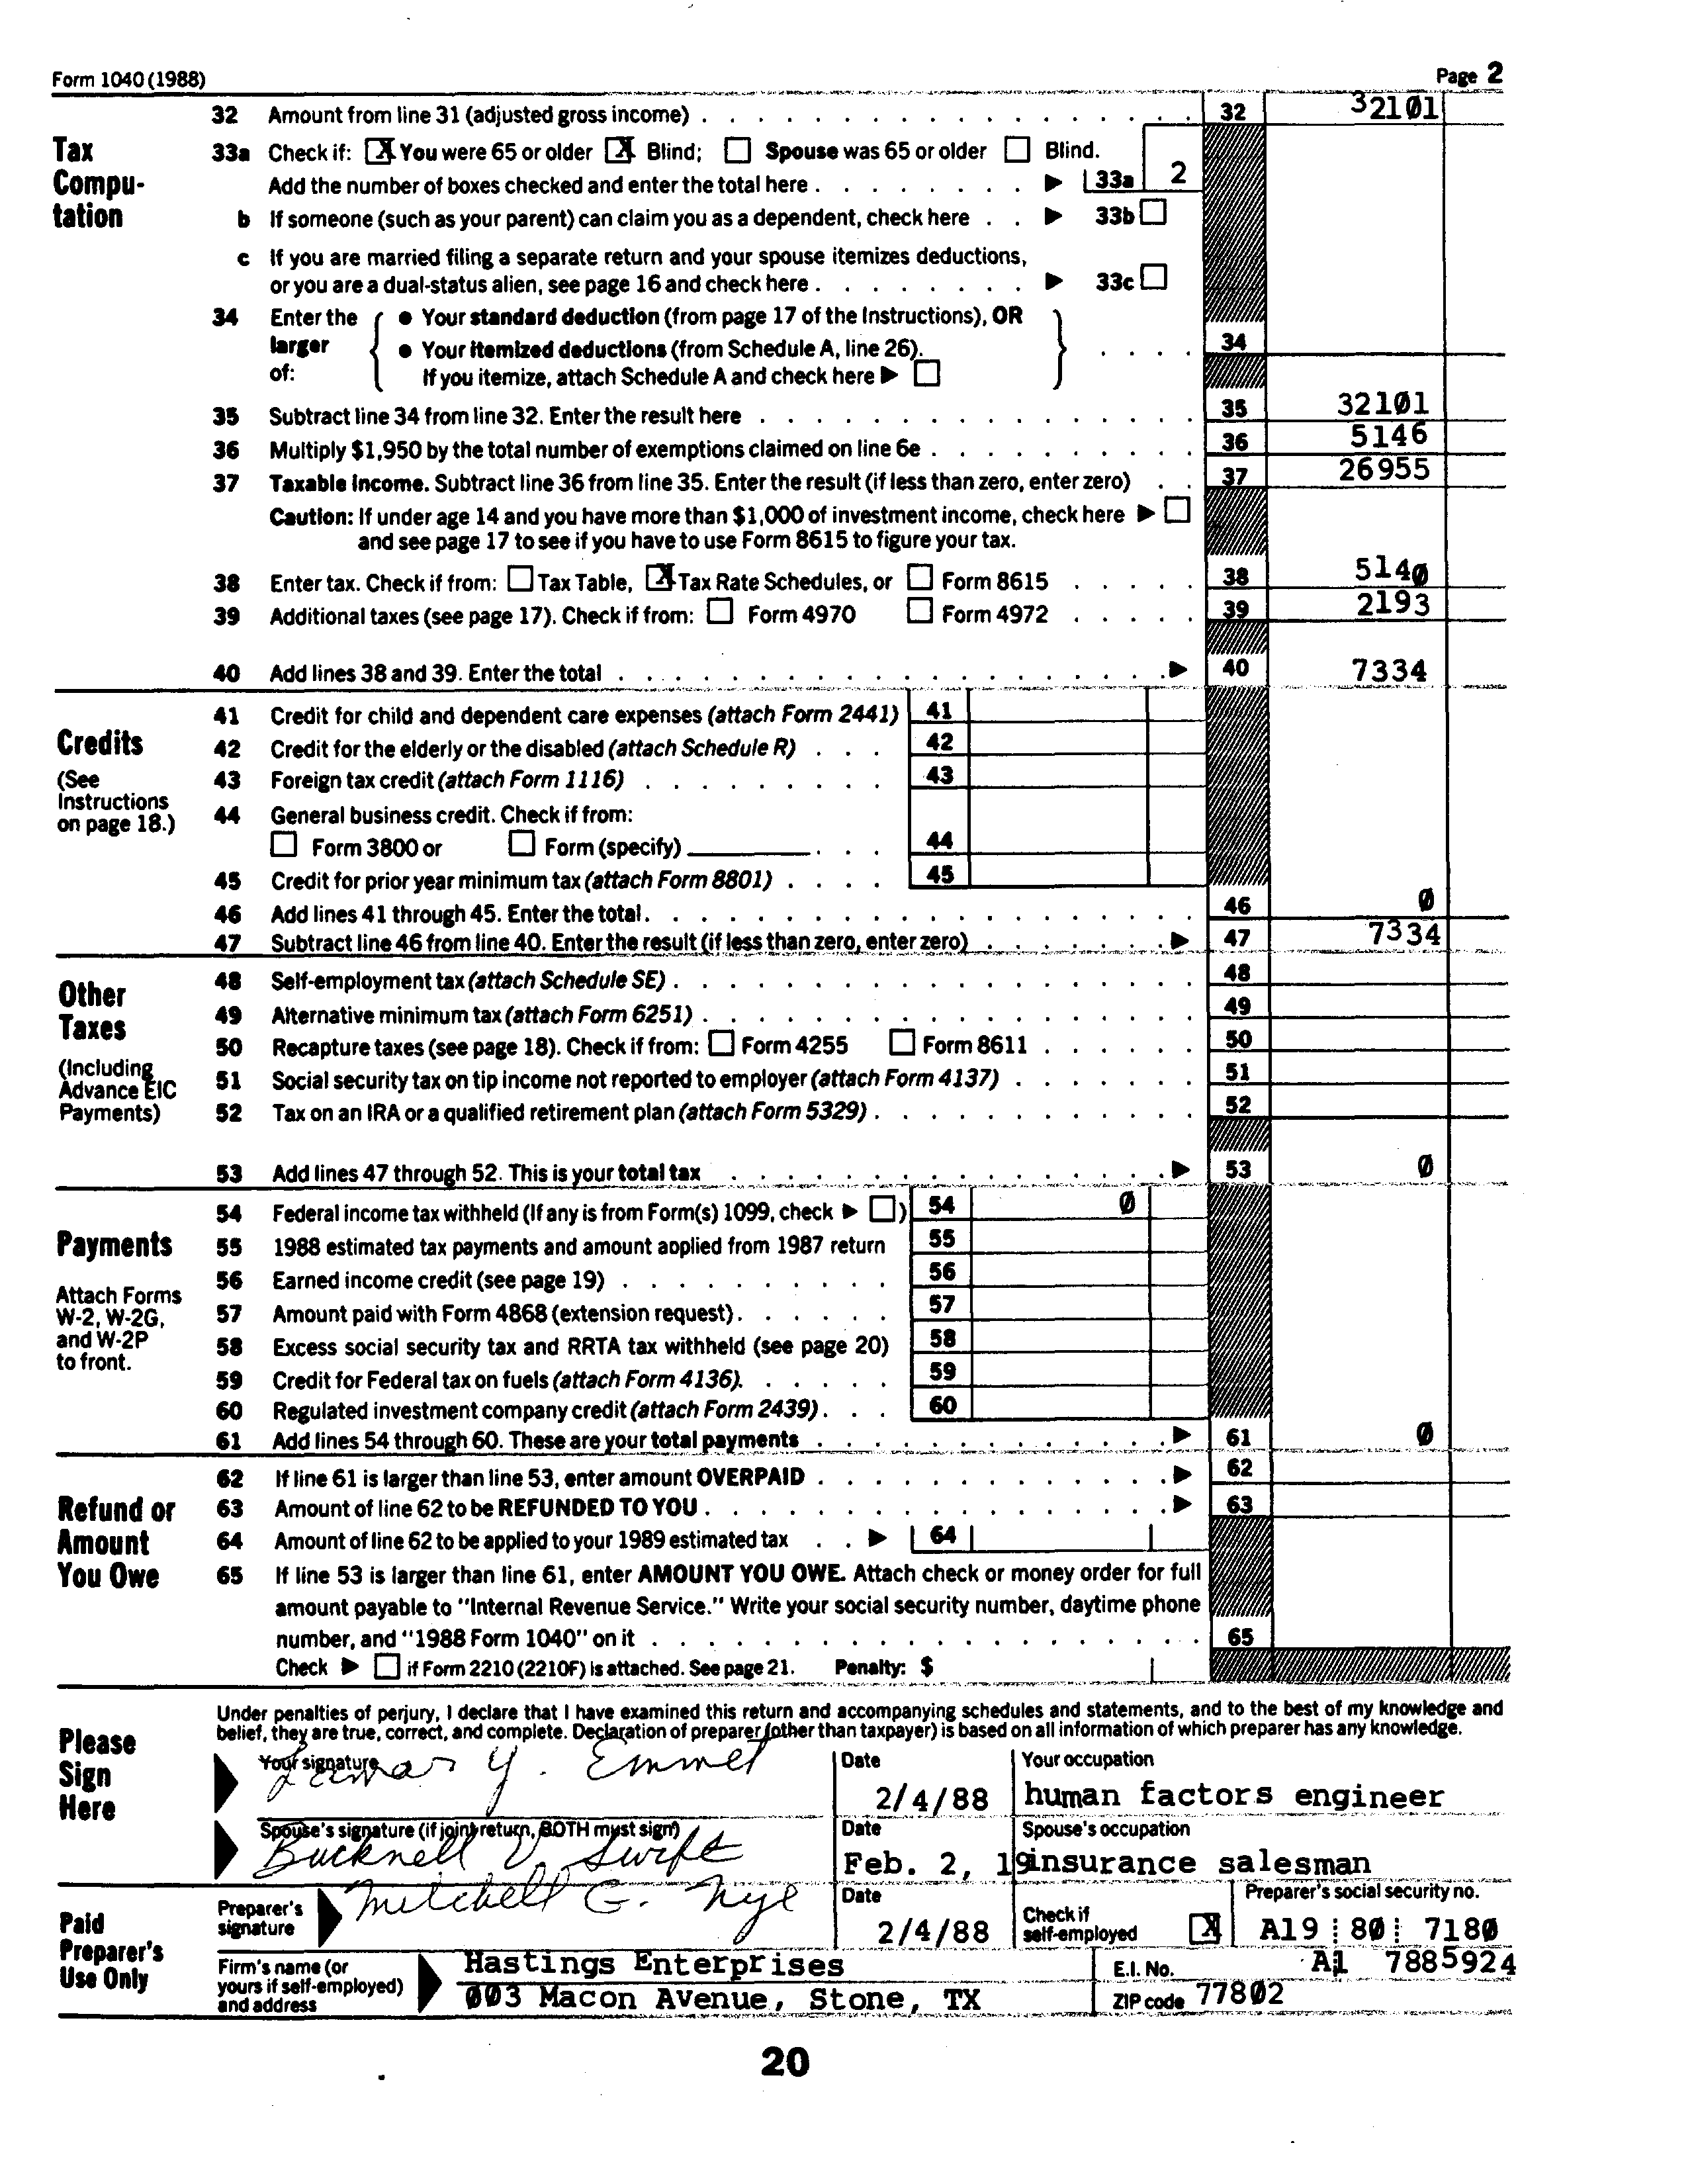 Form 1040 (1988) Page 2
32 Amount from line 31 (adjusted gross income) 32 32101
Tax Compu- tation
33a Check if: X You were 65 or older X Blind; Spouse was 65 or older Blind.
Add the number of boxes checked and enter the total here ▶ 33a 2
b If someone (such as your parent) can claim you as a dependent, check here ▶ 33b
c If you are married filing a separate return and your spouse itemizes deductions,
or you are a dual-status alien, see page 16 and check here ▶ 33c
34 Enter the larger of:
● Your standard deduction (from page 17 of the Instructions), OR
● Your itemized deductions (from Schedule A, line 26). 34
If you itemize, attach Schedule A and check here ▶
35 Subtract line 34 from line 32. Enter the result here 35 32101
36 Multiply $1,950 by the total number of exemptions claimed on line 6e 36 5146
37 Taxable income. Subtract line 36 from line 35. Enter the result (if less than zero, enter zero) 37 26955
Caution: If under age 14 and you have more than $1,000 of investment income, check here ▶
and see page 17 to see if you have to use Form 8615 to figure your tax.
38 Enter tax. Check if from: Tax Table, X Tax Rate Schedules, or Form 8615 38 5140
39 Additional taxes (see page 17). Check if from: Form 4970 Form 4972 39 2193
40 Add lines 38 and 39. Enter the total ▶ 40 7334
Credits
(See Instructions on page 18.)
41 Credit for child and dependent care expenses (attach Form 2441) 41
42 Credit for the elderly or the disabled (attach Schedule R) 42
43 Foreign tax credit (attach Form 1116) 43
44 General business credit. Check if from:
Form 3800 or Form (specify) 44
45 Credit for prior year minimum tax (attach Form 8801) 45
46 Add lines 41 through 45. Enter the total 46 0
47 Subtract line 46 from line 40. Enter the result (if less than zero, enter zero) ▶ 47 7334
Other Taxes
(Including Advance EIC Payments)
48 Self-employment tax (attach Schedule SE) 48
49 Alternative minimum tax (attach Form 6251) 49
50 Recapture taxes (see page 18). Check if from: Form 4255 Form 8611 50
51 Social security tax on tip income not reported to employer (attach Form 4137) 51
52 Tax on an IRA or a qualified retirement plan (attach Form 5329) 52
53 Add lines 47 through 52. This is your total tax ▶ 53 0
Payments
Attach Forms W-2, W-2G, and W-2P to front.
54 Federal income tax withheld (If any is from Form(s) 1099, check ▶ ) 54 0
55 1988 estimated tax payments and amount applied from 1987 return 55
56 Earned income credit (see page 19) 56
57 Amount paid with Form 4868 (extension request) 57
58 Excess social security tax and RRTA tax withheld (see page 20) 58
59 Credit for Federal tax on fuels (attach Form 4136) 59
60 Regulated investment company credit (attach Form 2439) 60
61 Add lines 54 through 60. These are your total payments ▶ 61 0
Refund or Amount You Owe
62 If line 61 is larger than line 53, enter amount OVERPAID ▶ 62
63 Amount of line 62 to be REFUNDED TO YOU ▶ 63
64 Amount of line 62 to be applied to your 1989 estimated tax ▶ 64
65 If line 53 is larger than line 61, enter AMOUNT YOU OWE. Attach check or money order for full
amount payable to "Internal Revenue Service." Write your social security number, daytime phone
number, and "1988 Form 1040" on it 65
Check ▶ if Form 2210 (2210F) is attached. See page 21. Penalty: $
Please Sign Here
Under penalties of perjury, I declare that I have examined this return and accompanying schedules and statements, and to the best of my knowledge and
belief, they are true, correct, and complete. Declaration of preparer (other than taxpayer) is based on all information of which preparer has any knowledge.
Your signature Date Your occupation
Lamar Y. Emmet 2/4/88 human factors engineer
Spouse's signature (if joint return, BOTH must sign) Date Spouse's occupation
Bucknell V. Swift Feb. 2, 19 insurance salesman
Paid Preparer's Use Only
Preparer's signature Mitchell G. Nye Date 2/4/88 Check if self-employed X Preparer's social security no. A19 80 7180
Firm's name (or yours if self-employed) and address
Hastings Enterprises E.I. No. A1 7885924
003 Macon Avenue, Stone, TX ZIP code 77802
20